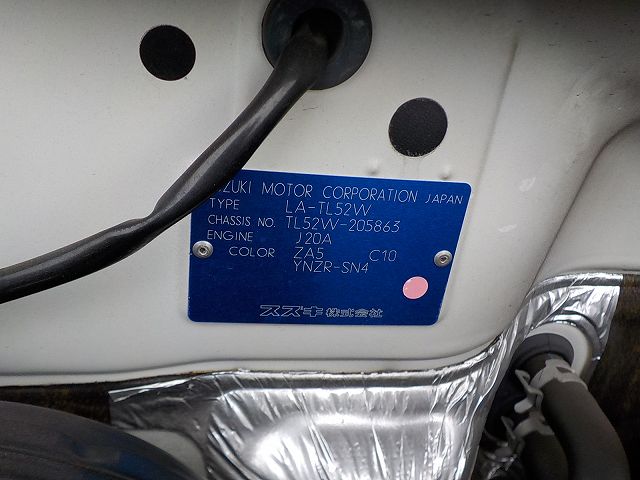 UZUKI MOTOR CORPORATION JAPAN
TYPE LA-TL52W
CHASSIS NO. TL52W-205863
ENGINE J20A
COLOR ZA5 C10
YNZR-SN4
スズキ株式会社